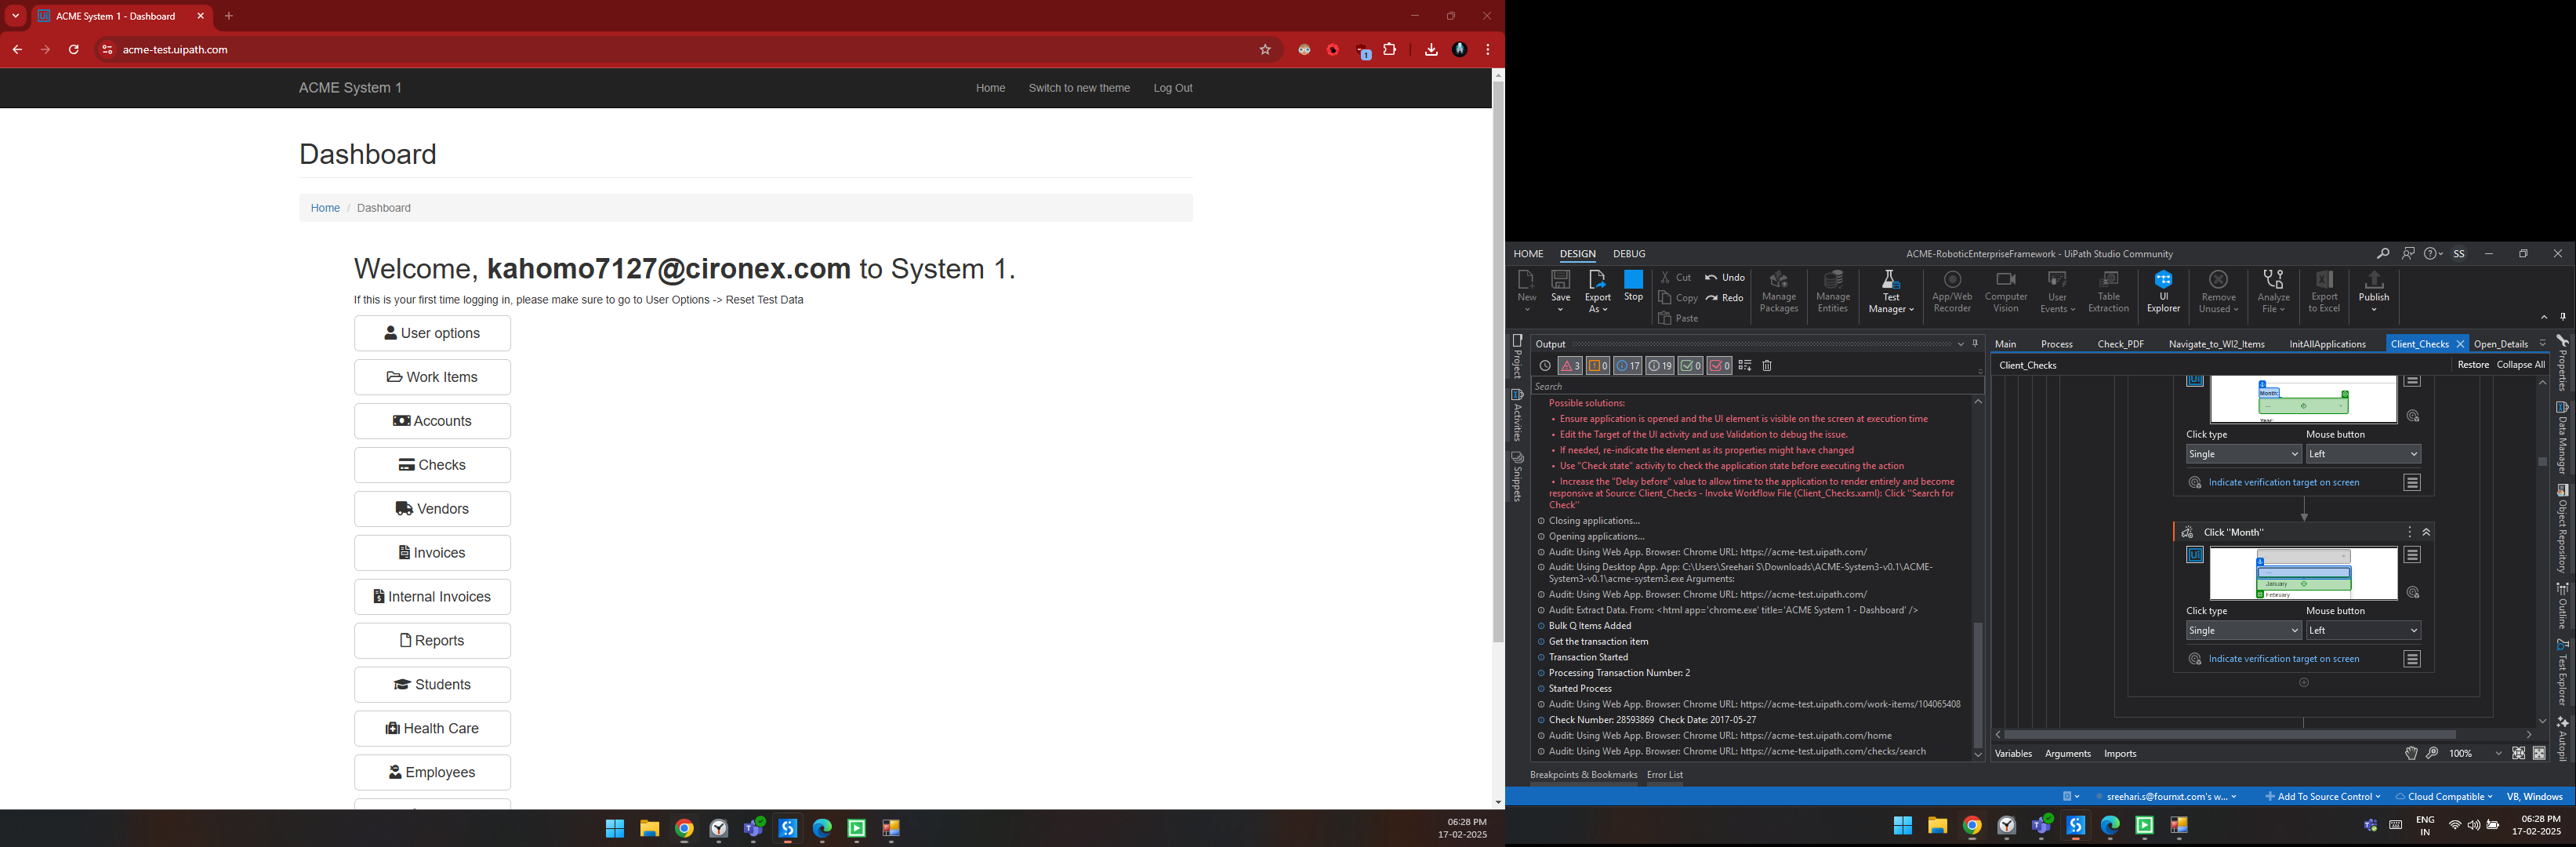 ACME System 1 - Dashboard
acme-test.uipath.com
1
ACME System 1
Home
Switch to new theme
Log Out
Dashboard
Home / Dashboard
Welcome, kahomo7127@cironex.com to System 1.
If this is your first time logging in, please make sure to go to User Options -> Reset Test Data
User options
Work Items
Accounts
Checks
Vendors
Invoices
Internal Invoices
Reports
Students
Health Care
Employees
06:28 PM
17-02-2025
HOME
DESIGN
DEBUG
ACME-RoboticEnterpriseFramework - UiPath Studio Community
SS
New
Save
Export As
Stop
Cut
Copy
Paste
Undo
Redo
Manage Packages
Manage Entities
Test Manager
App/Web Recorder
Computer Vision
User Events
Table Extraction
UI Explorer
Remove Unused
Analyze File
Export to Excel
Publish
Project
Activities
Snippets
Output
3
0
17
19
0
0
Search
Possible solutions:
• Ensure application is opened and the UI element is visible on the screen at execution time
• Edit the Target of the UI activity and use Validation to debug the issue.
• If needed, re-indicate the element as its properties might have changed
• Use "Check state" activity to check the application state before executing the action
• Increase the "Delay before" value to allow time to the application to render entirely and become
responsive at Source: Client_Checks - Invoke Workflow File (Client_Checks.xaml): Click "Search for
Check"
Closing applications...
Opening applications...
Audit: Using Web App. Browser: Chrome URL: https://acme-test.uipath.com/
Audit: Using Desktop App. App: C:\Users\Sreehari S\Downloads\ACME-System3-v0.1\ACME-
System3-v0.1\acme-system3.exe Arguments:
Audit: Using Web App. Browser: Chrome URL: https://acme-test.uipath.com/
Audit: Extract Data. From: <html app='chrome.exe' title='ACME System 1 - Dashboard' />
Bulk Q Items Added
Get the transaction item
Transaction Started
Processing Transaction Number: 2
Started Process
Audit: Using Web App. Browser: Chrome URL: https://acme-test.uipath.com/work-items/104065408
Check Number: 28593869 Check Date: 2017-05-27
Audit: Using Web App. Browser: Chrome URL: https://acme-test.uipath.com/home
Audit: Using Web App. Browser: Chrome URL: https://acme-test.uipath.com/checks/search
Breakpoints & Bookmarks
Error List
Main
Process
Check_PDF
Navigate_to_WI2_Items
InitAllApplications
Client_Checks
Open_Details
Client_Checks
Restore
Collapse All
Month:
Click type
Mouse button
Single
Left
Indicate verification target on screen
Click "Month"
January
February
Click type
Mouse button
Single
Left
Indicate verification target on screen
Variables
Arguments
Imports
100%
Properties
Data Manager
Object Repository
Outline
Test Explorer
Autopil
sreehari.s@fournxt.com's w...
Add To Source Control
Cloud Compatible
VB, Windows
ENG
IN
06:28 PM
17-02-2025